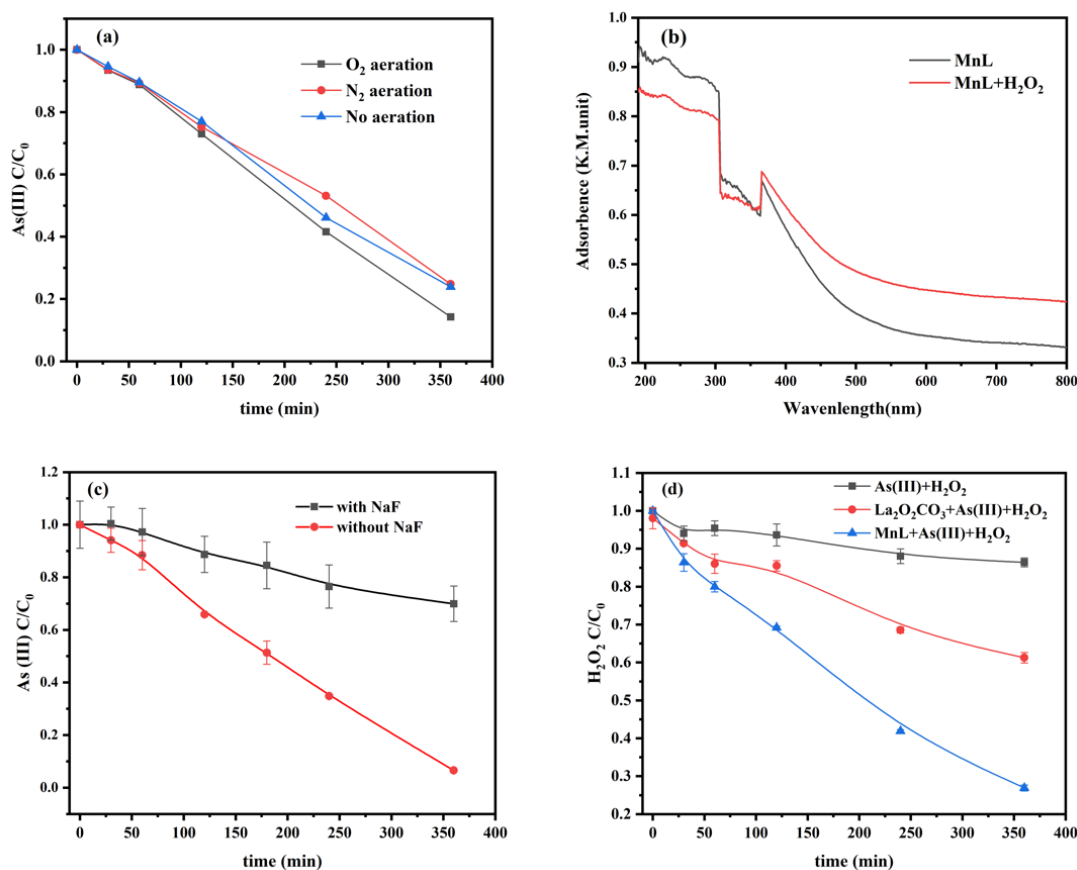 (a)
O₂ aeration
N₂ aeration
No aeration
As(III) C/C₀
1.0
0.8
0.6
0.4
0.2
0.0
0 50 100 150 200 250 300 350 400
time (min)
(b)
MnL
MnL+H₂O₂
Adsorbence (K.M.unit)
1.0
0.9
0.8
0.7
0.6
0.5
0.4
0.3
200 300 400 500 600 700 800
Wavenlength(nm)
(c)
with NaF
without NaF
As (III) C/C₀
1.2
1.0
0.8
0.6
0.4
0.2
0.0
0 50 100 150 200 250 300 350 400
time (min)
(d)
As(III)+H₂O₂
La₂O₂CO₃+As(III)+H₂O₂
MnL+As(III)+H₂O₂
H₂O₂ C/C₀
1.1
1.0
0.9
0.8
0.7
0.6
0.5
0.4
0.3
0.2
0 50 100 150 200 250 300 350 400
time (min)